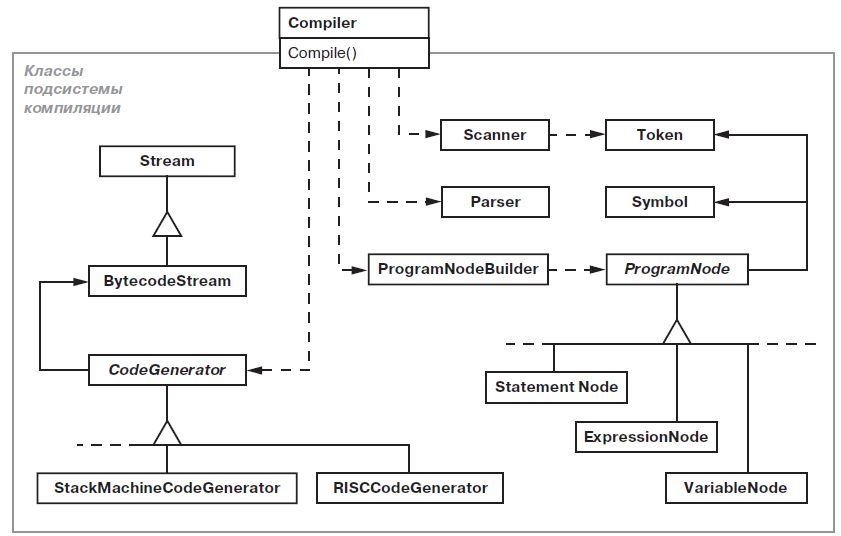 Compiler
Compile()
Классы
подсистемы
компиляции
Scanner
Token
Stream
Parser
Symbol
ProgramNodeBuilder
ProgramNode
BytecodeStream
CodeGenerator
Statement Node
ExpressionNode
StackMachineCodeGenerator
RISCCodeGenerator
VariableNode